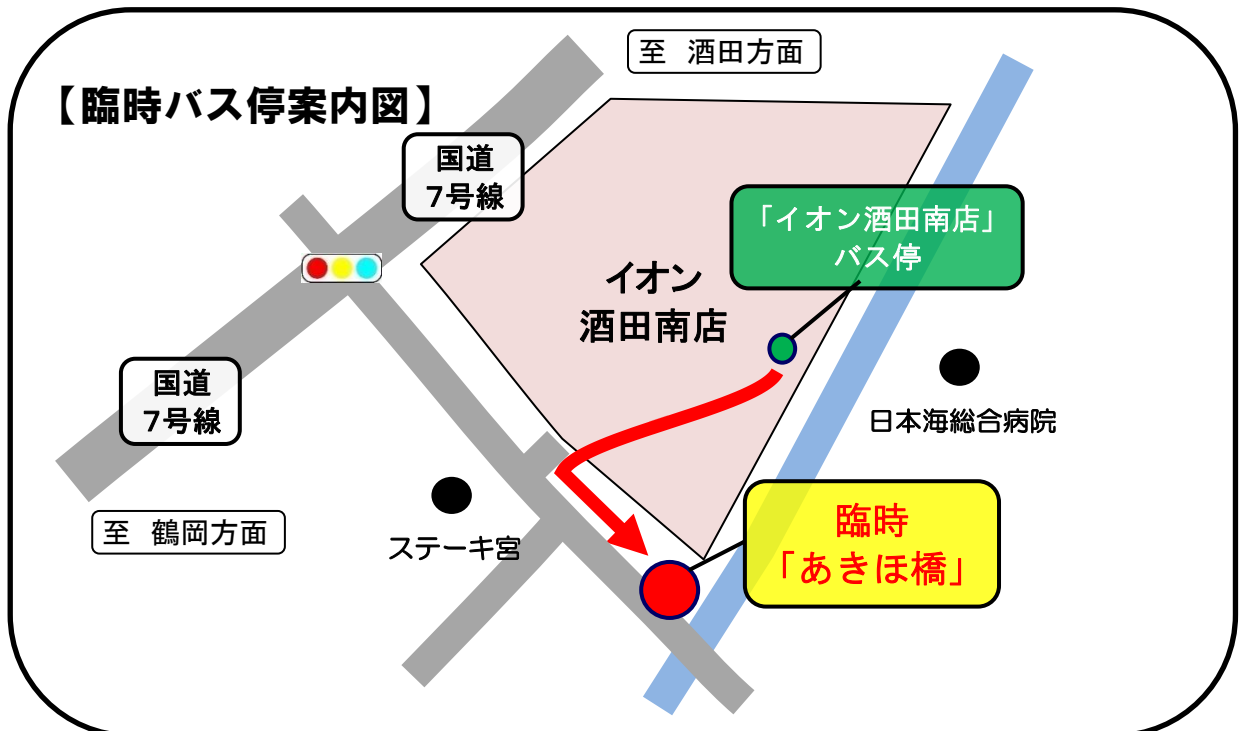 至 酒田方面
【臨時バス停案内図】
国道
7号線
「イオン酒田南店」
バス停
イオン
酒田南店
国道
7号線
日本海総合病院
至 鶴岡方面
ステーキ宮
臨時
「あきほ橋」